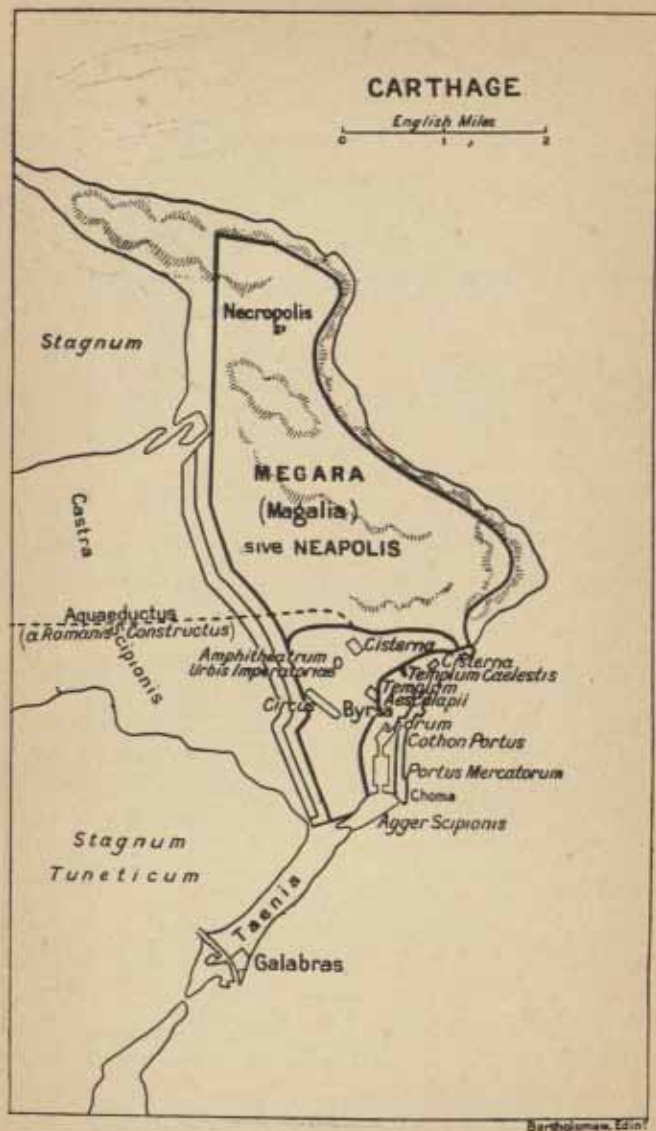 CARTHAGE
English Miles
0 1 2
Necropolis
Stagnum
MEGARA
(Magalia)
sive NEAPOLIS
Castra
Scipionis
Aquaeductus
(a Romanis Constructus)
Cisterna
Amphitheatrum
Urbis Imperatoriae
Cisterna
Templum Caelestis
Templum
Aesculapii
Circus
Byrsa
Forum
Cothon Portus
Portus Mercatorum
Choma
Agger Scipionis
Stagnum
Tuneticum
Taenia
Galabras
Bartholomew, Edinr.